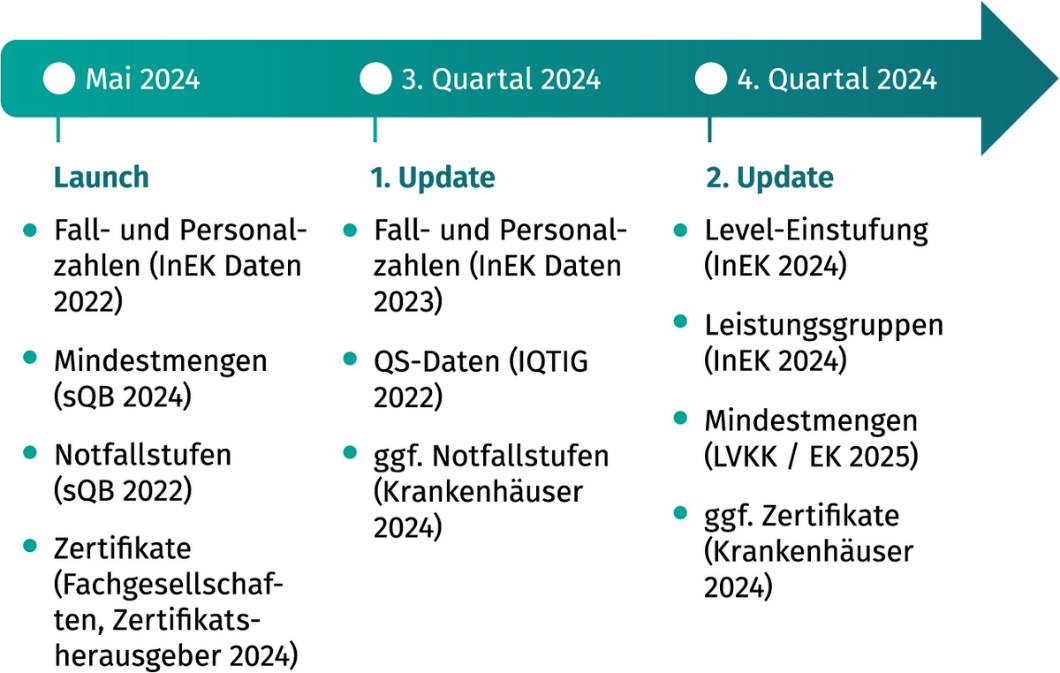 Mai 2024
3. Quartal 2024
4. Quartal 2024
Launch
Fall- und Personal-
zahlen (InEK Daten
2022)
Mindestmengen
(sQB 2024)
Notfallstufen
(sQB 2022)
Zertifikate
(Fachgesellschaf-
ten, Zertifikats-
herausgeber 2024)
1. Update
Fall- und Personal-
zahlen (InEK Daten
2023)
QS-Daten (IQTIG
2022)
ggf. Notfallstufen
(Krankenhäuser
2024)
2. Update
Level-Einstufung
(InEK 2024)
Leistungsgruppen
(InEK 2024)
Mindestmengen
(LVKK / EK 2025)
ggf. Zertifikate
(Krankenhäuser
2024)